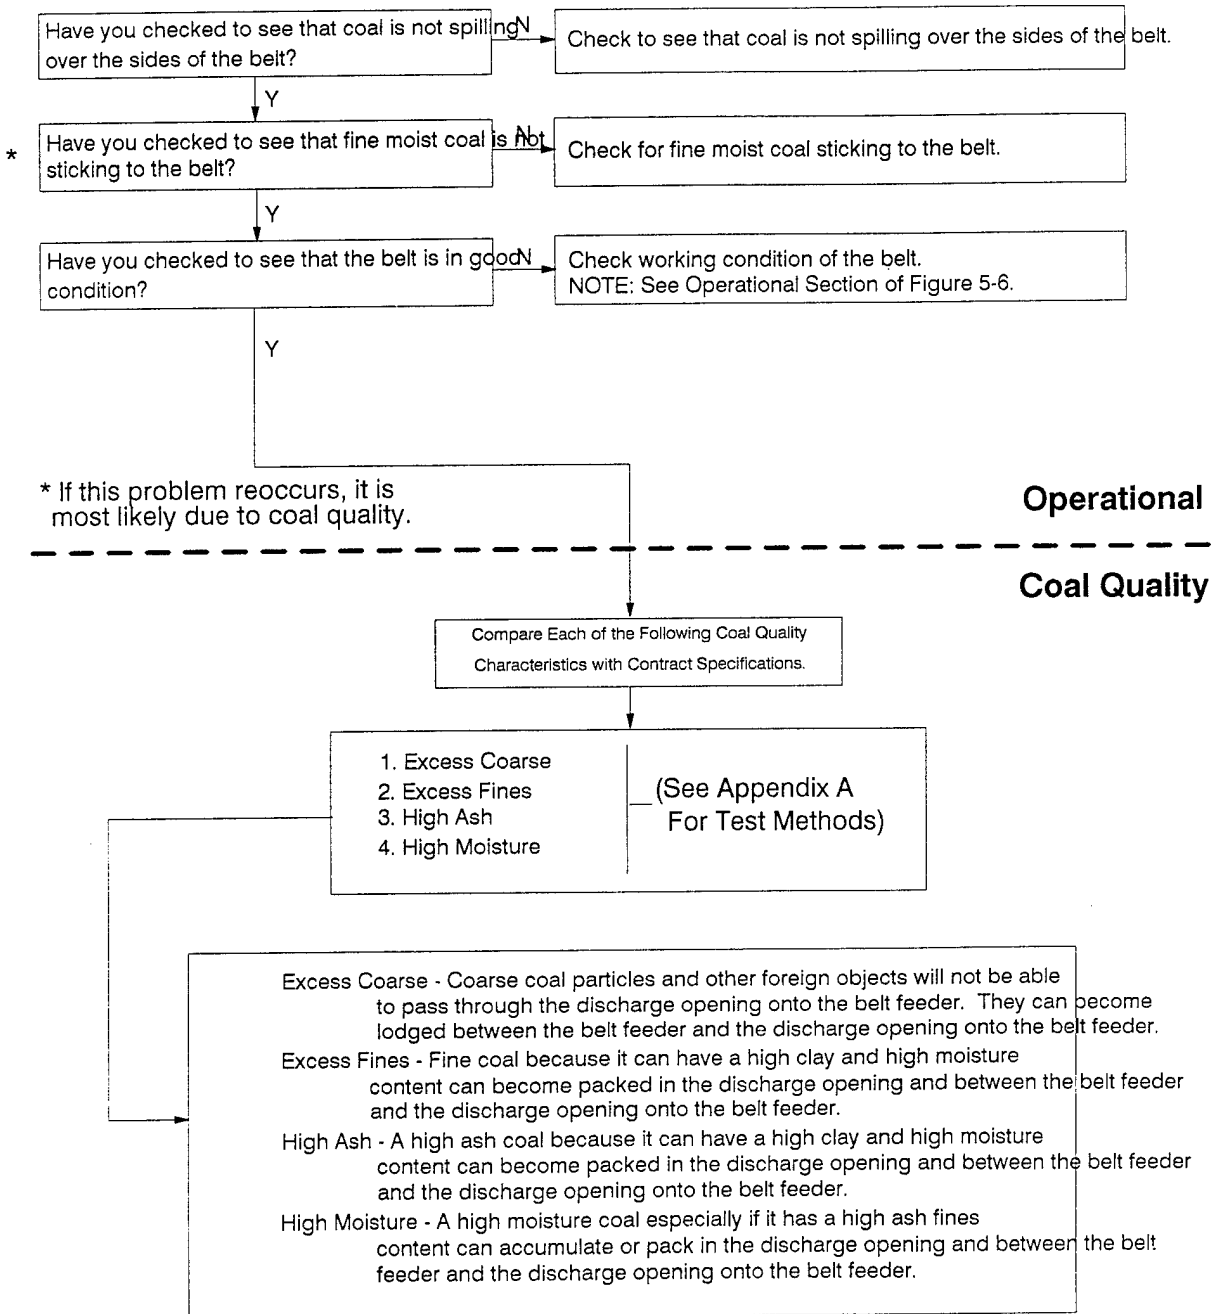 Have you checked to see that coal is not spilling
over the sides of the belt?
N
Check to see that coal is not spilling over the sides of the belt.
Y
*
Have you checked to see that fine moist coal is not
sticking to the belt?
N
Check for fine moist coal sticking to the belt.
Y
Have you checked to see that the belt is in good
condition?
N
Check working condition of the belt.
NOTE: See Operational Section of Figure 5-6.
Y
* If this problem reoccurs, it is
most likely due to coal quality.
Operational
Coal Quality
Compare Each of the Following Coal Quality
Characteristics with Contract Specifications.
1. Excess Coarse
2. Excess Fines
3. High Ash
4. High Moisture
(See Appendix A
For Test Methods)
Excess Coarse - Coarse coal particles and other foreign objects will not be able
to pass through the discharge opening onto the belt feeder. They can become
lodged between the belt feeder and the discharge opening onto the belt feeder.
Excess Fines - Fine coal because it can have a high clay and high moisture
content can become packed in the discharge opening and between the belt feeder
and the discharge opening onto the belt feeder.
High Ash - A high ash coal because it can have a high clay and high moisture
content can become packed in the discharge opening and between the belt feeder
and the discharge opening onto the belt feeder.
High Moisture - A high moisture coal especially if it has a high ash fines
content can accumulate or pack in the discharge opening and between the belt
feeder and the discharge opening onto the belt feeder.